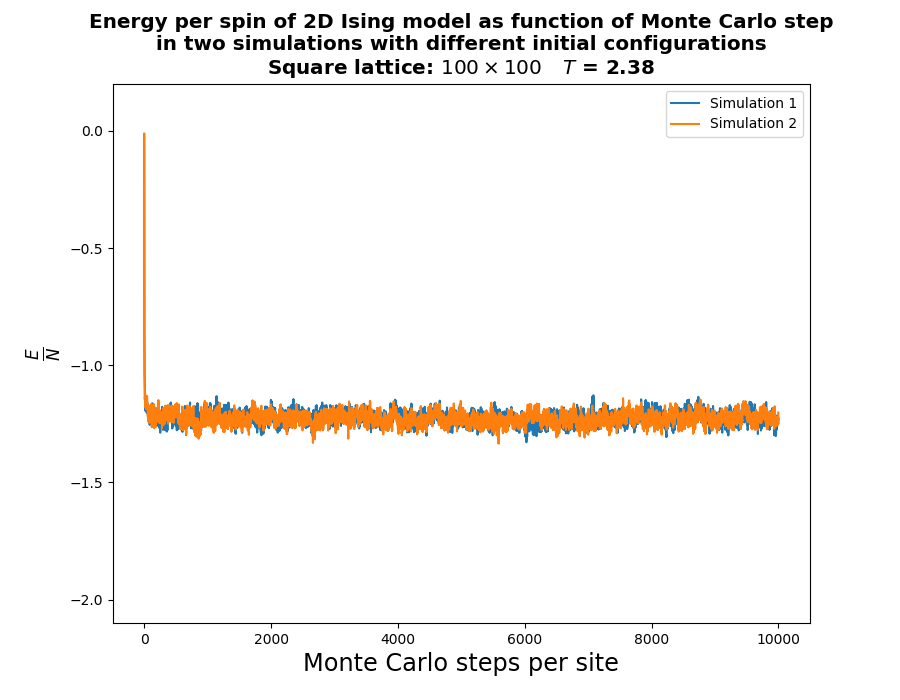 Energy per spin of 2D Ising model as function of Monte Carlo step
in two simulations with different initial configurations
Square lattice: 100 × 100 T = 2.38
Simulation 1
Simulation 2
0.0
−0.5
−1.0
−1.5
−2.0
E
N
0 2000 4000 6000 8000 10000
Monte Carlo steps per site